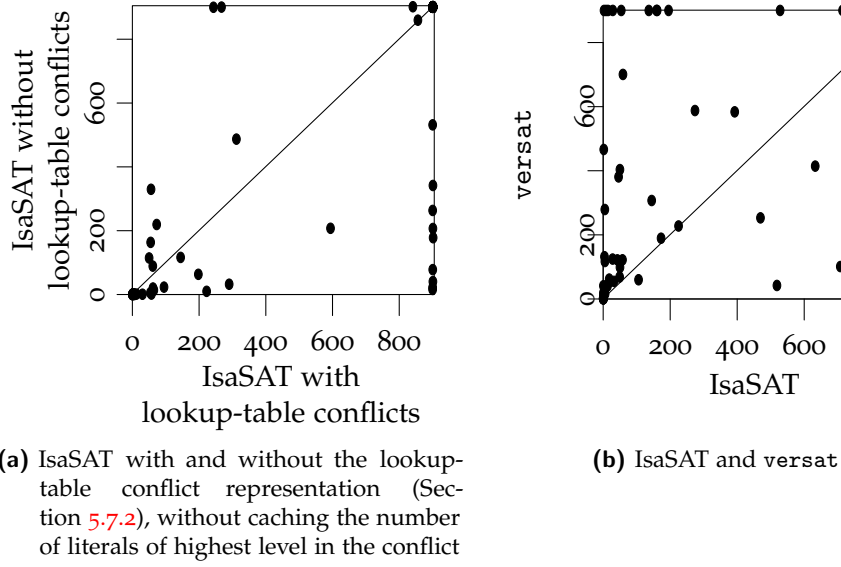 IsaSAT without
lookup-table conflicts
600
200
0
0 200 400 600 800
IsaSAT with
lookup-table conflicts
versat
600
200
0
0 200 400 600
IsaSAT
(a) IsaSAT with and without the lookup-
table conflict representation (Sec-
tion 5.7.2), without caching the number
of literals of highest level in the conflict
(b) IsaSAT and versat